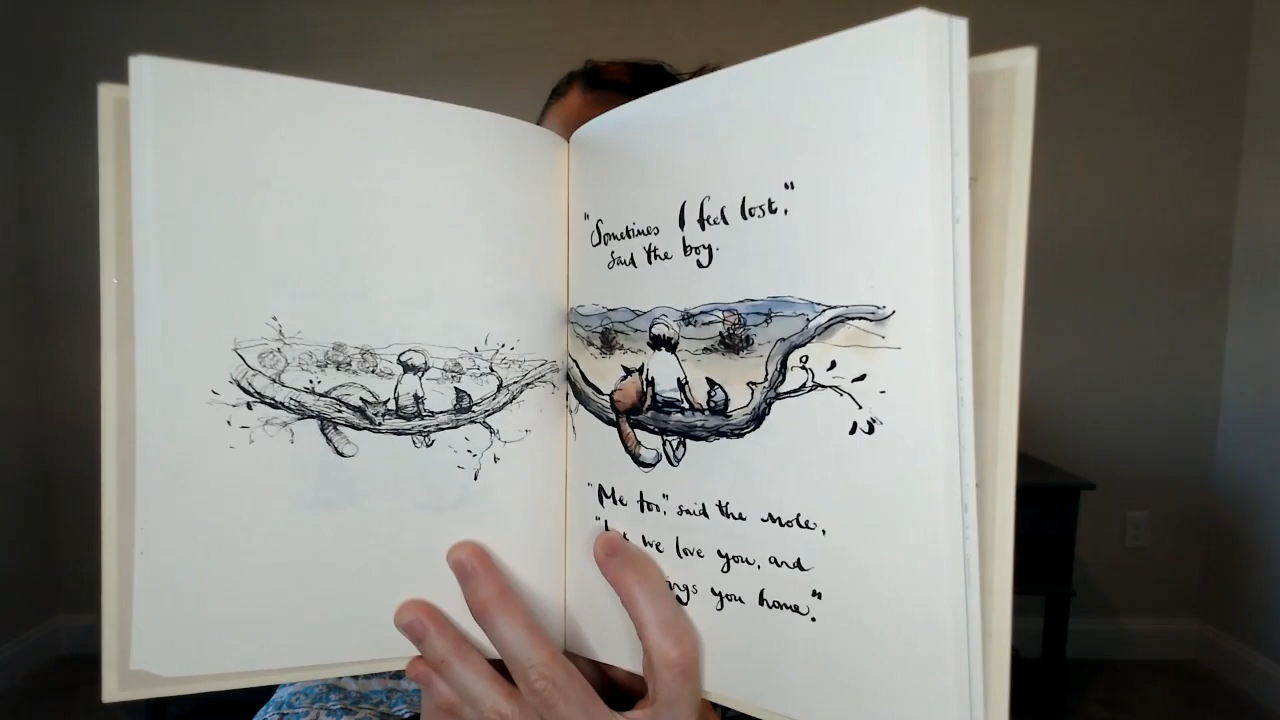 "Sometimes I feel lost,"
said the boy.
"Me too," said the mole,
we love you, and
you home."